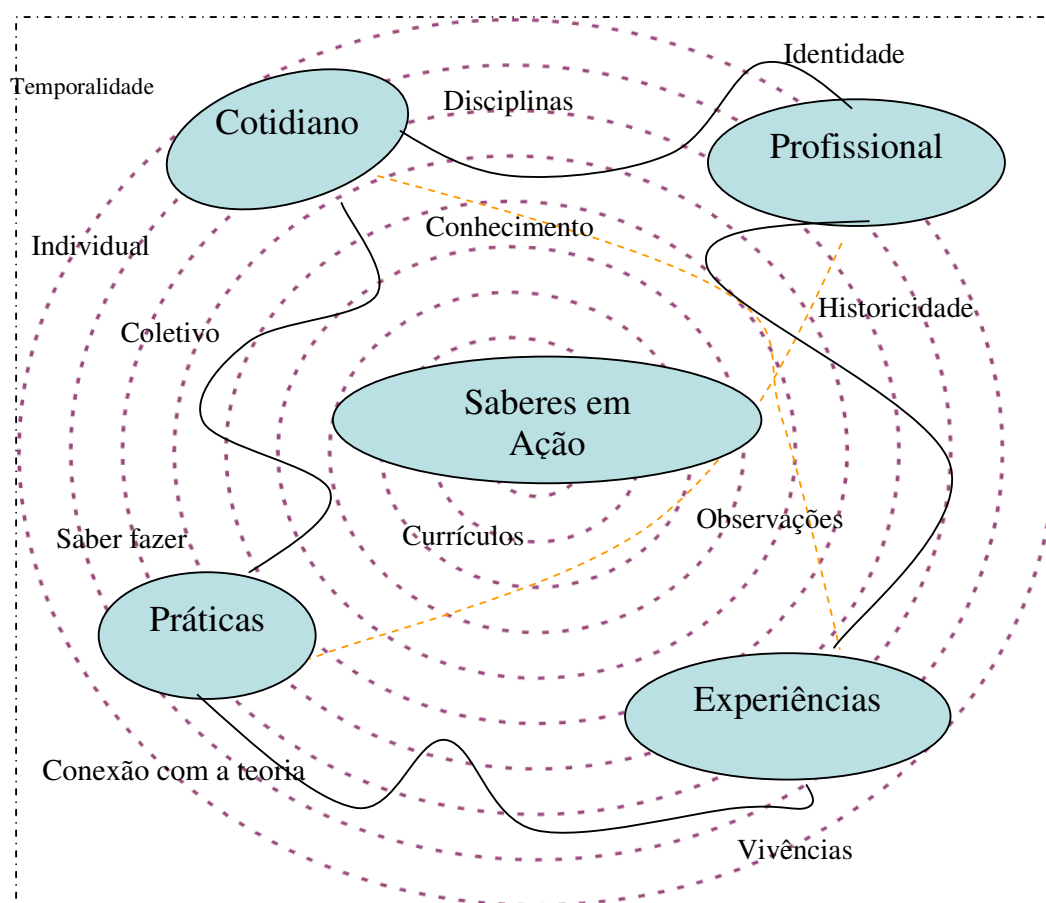 Identidade
Temporalidade
Disciplinas
Cotidiano
Profissional
Conhecimento
Individual
Historicidade
Coletivo
Saberes em
Ação
Observações
Currículos
Saber fazer
Práticas
Experiências
Conexão com a teoria
Vivências